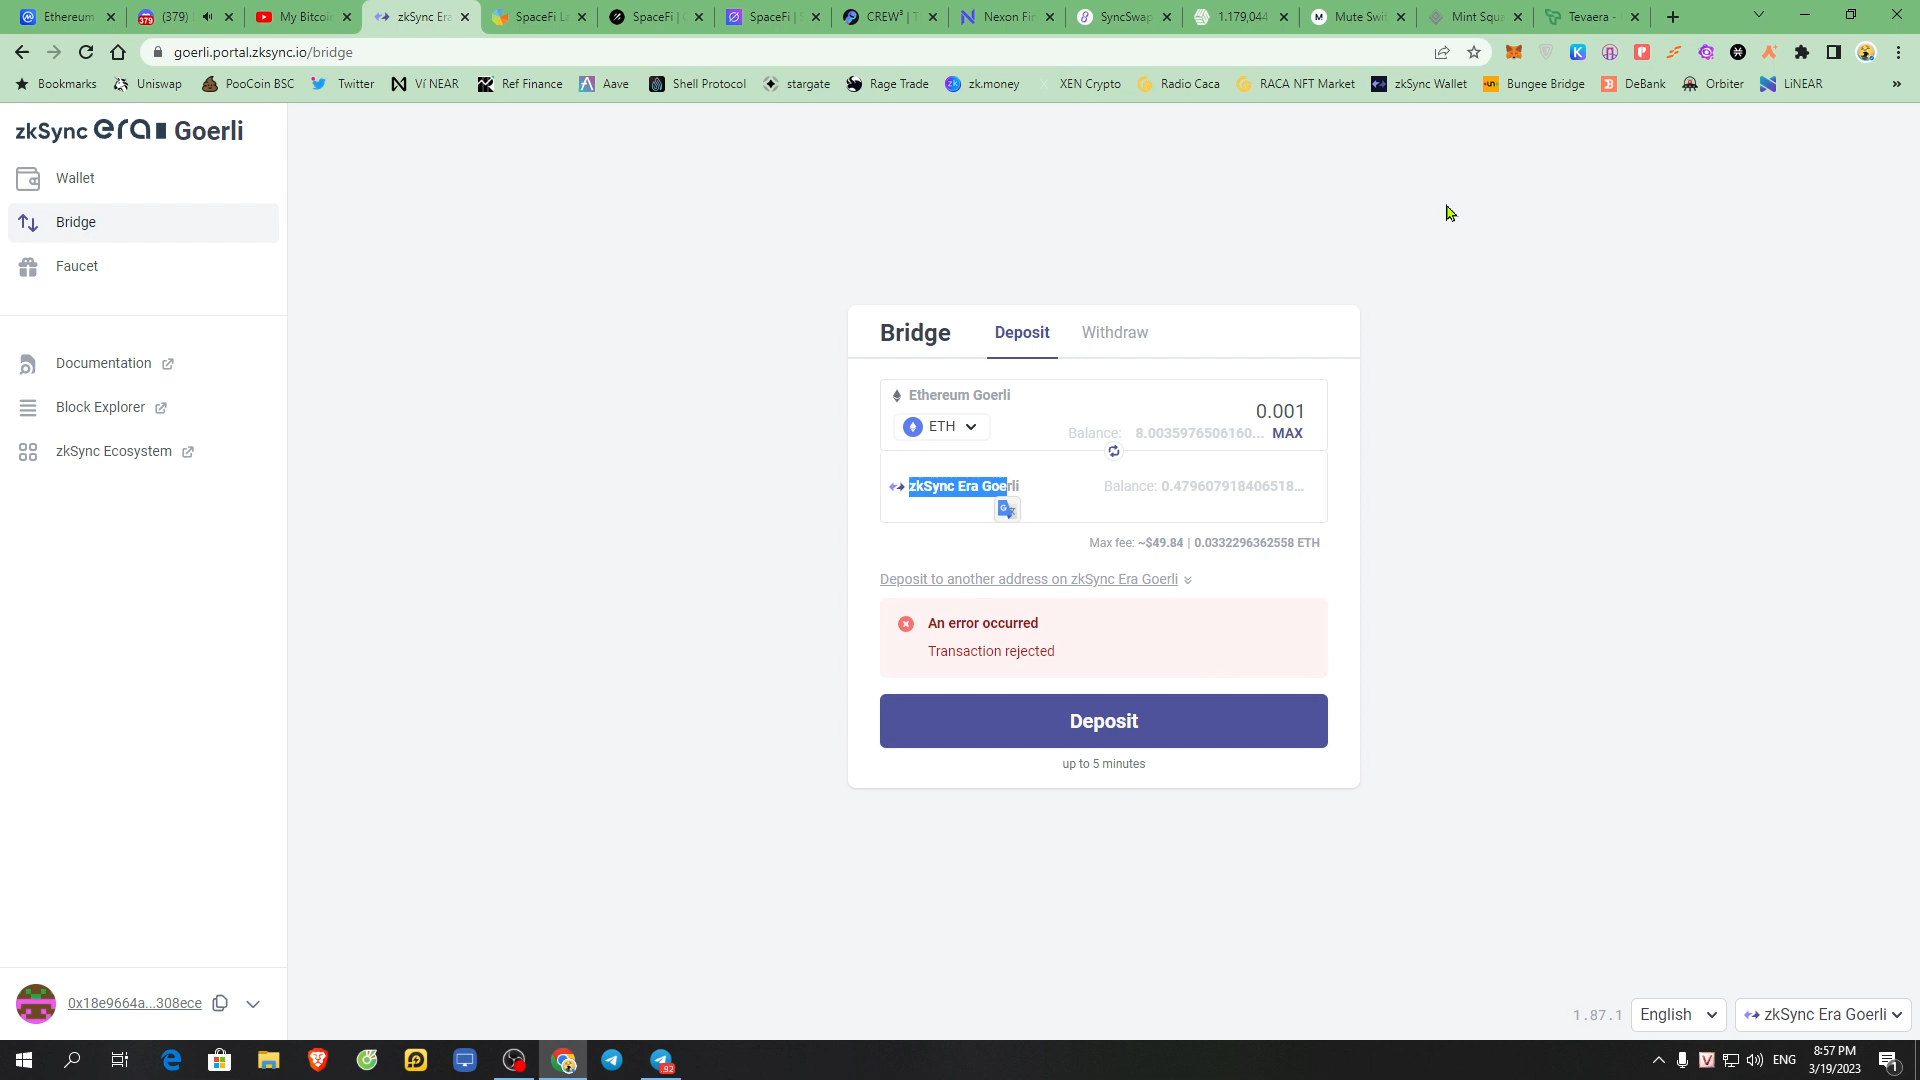 Ethereum
(379)
My Bitcoi
zkSync Era
SpaceFi L
SpaceFi |
SpaceFi |
CREW³ | T
Nexon Fi
SyncSwap
1.179,044
Mute Swi
Mint Squa
Tevaera -
goerli.portal.zksync.io/bridge
Bookmarks
Uniswap
PooCoin BSC
Twitter
Ví NEAR
Ref Finance
Aave
Shell Protocol
stargate
Rage Trade
zk.money
XEN Crypto
Radio Caca
RACA NFT Market
zkSync Wallet
Bungee Bridge
DeBank
Orbiter
LiNEAR
»
zkSync era Goerli
Wallet
Bridge
Faucet
Documentation
Block Explorer
zkSync Ecosystem
Bridge Deposit Withdraw
Ethereum Goerli
0.001
ETH
Balance: 8.0035976506160... MAX
zkSync Era Goerli Balance: 0.479607918406518...
Max fee: ~$49.84 | 0.0332296362558 ETH
Deposit to another address on zkSync Era Goerli
An error occurred
Transaction rejected
Deposit
up to 5 minutes
0x18e9664a...308ece
1.87.1 English zkSync Era Goerli
92
ENG
8:57 PM
3/19/2023
1